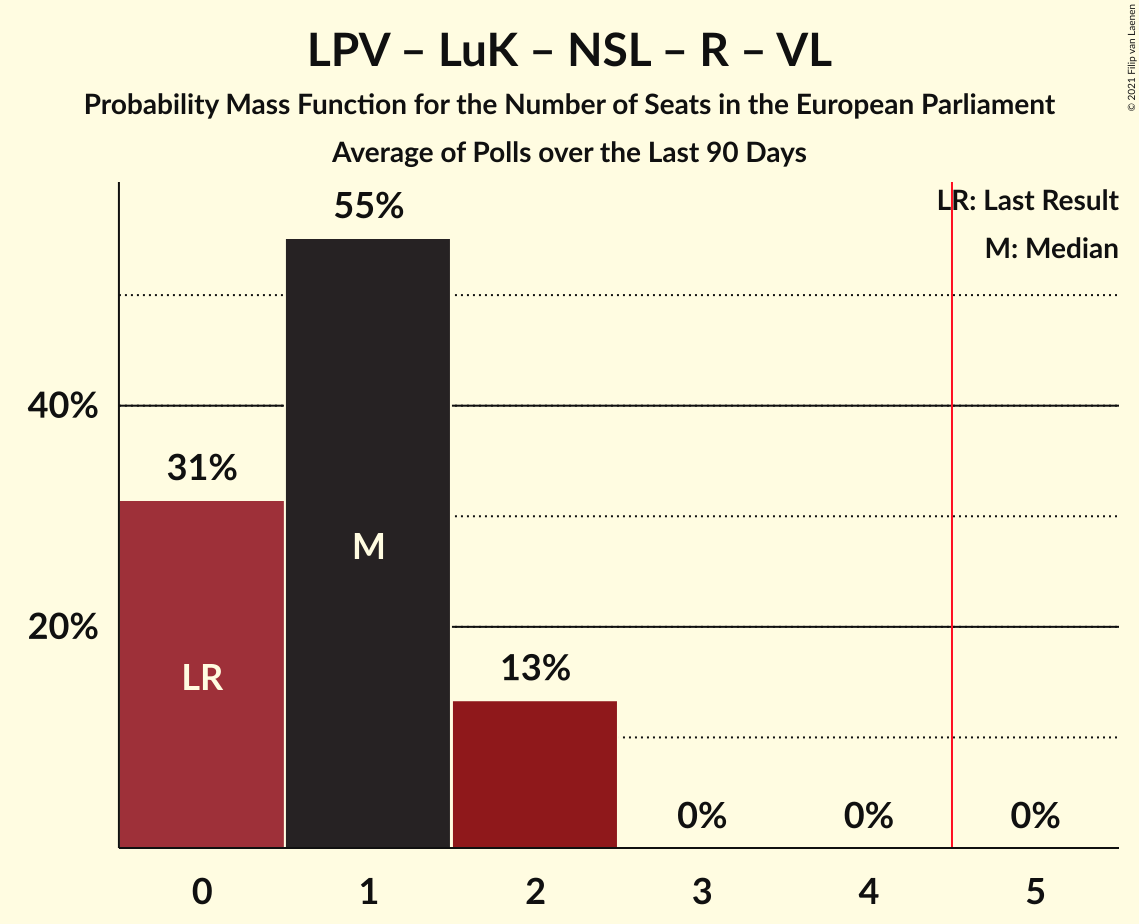 LPV – LuK – NSL – R – VL
Probability Mass Function for the Number of Seats in the European Parliament
Average of Polls over the Last 90 Days
© 2021 Filip van Laenen
LR: Last Result
M: Median
55%
40%
31%
M
20%
13%
LR
0%
0%
0%
0
1
2
3
4
5